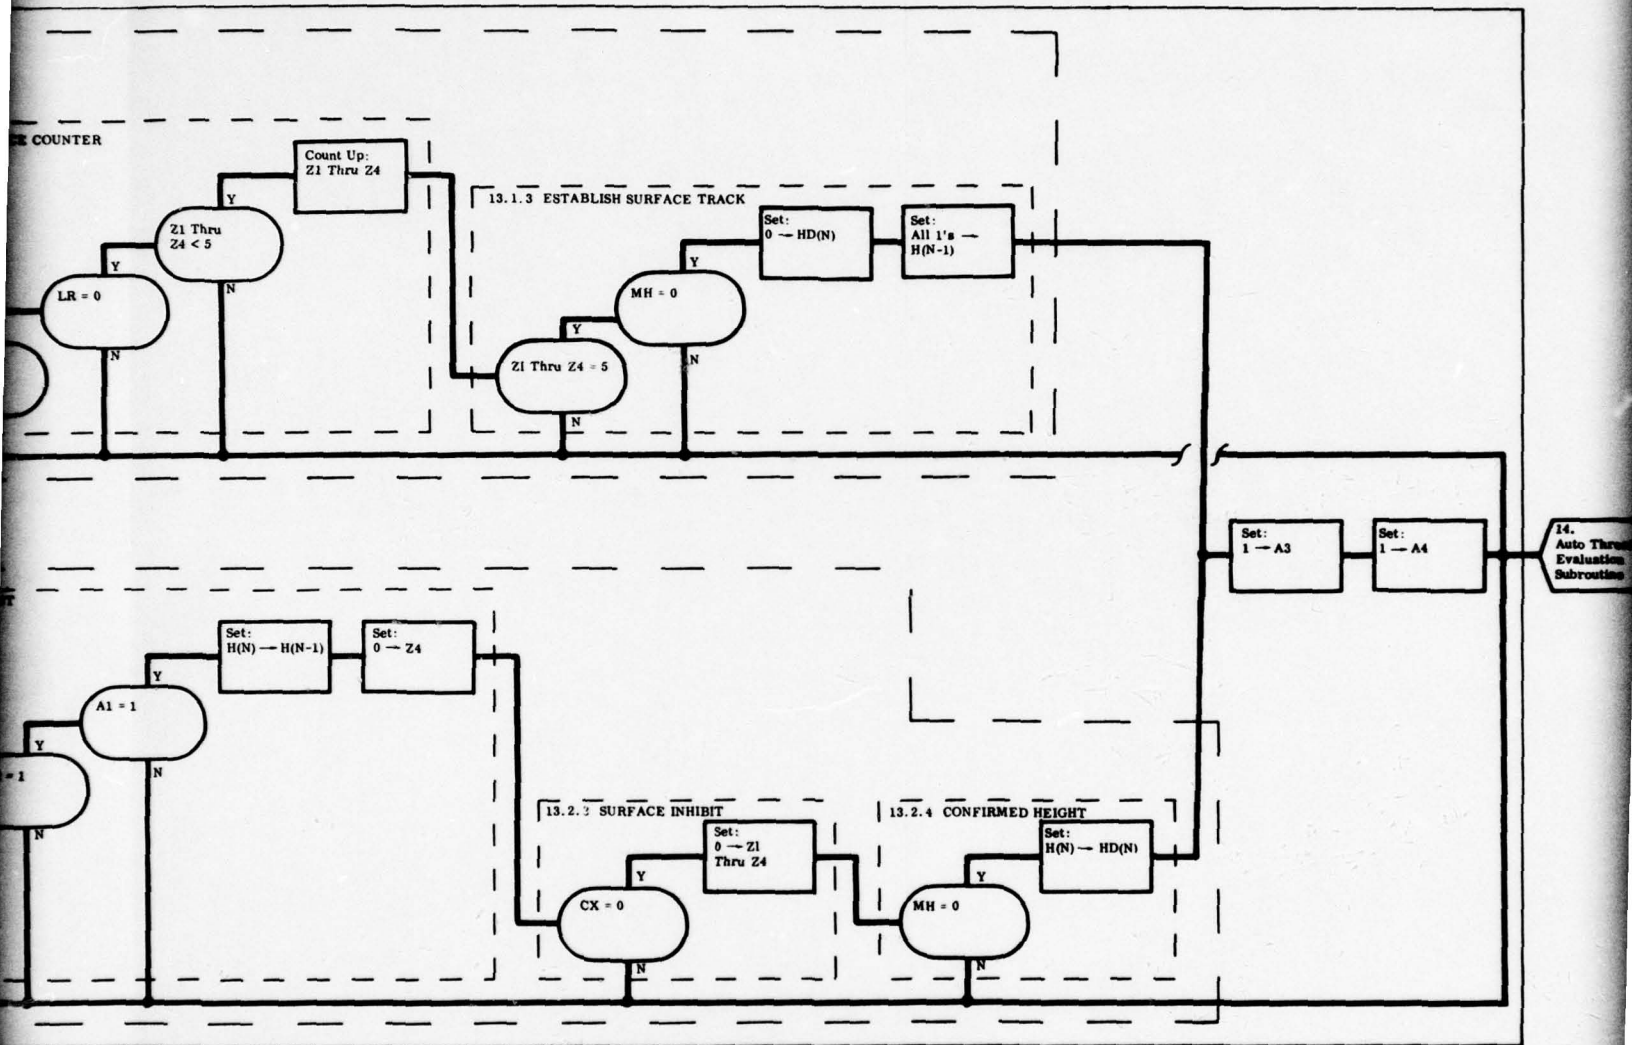 COUNTER
Count Up:
Z1 Thru Z4
Y
Z1 Thru
Z4 < 5
Y
N
LR = 0
N
13.1.3 ESTABLISH SURFACE TRACK
Set:
0 → HD(N)
Set:
All 1's →
H(N-1)
Y
MH = 0
Y
N
Z1 Thru Z4 = 5
N
Set:
1 → A3
Set:
1 → A4
14.
Auto
Evaluation
Subroutine
Set:
H(N) → H(N-1)
Set:
0 → Z4
Y
A1 = 1
Y
N
= 1
N
13.2.3 SURFACE INHIBIT
Set:
0 → Z1
Thru Z4
Y
CX = 0
N
13.2.4 CONFIRMED HEIGHT
Set:
H(N) → HD(N)
Y
MH = 0
N